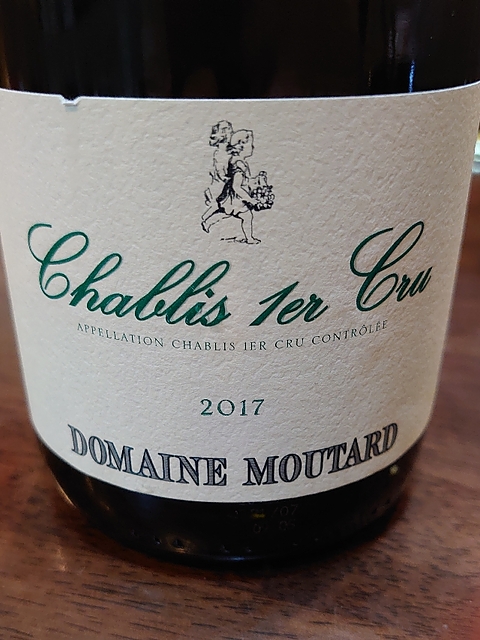 Chablis 1er Cru
APPELLATION CHABLIS 1ER CRU CONTRÔLÉE
2017
DOMAINE MOUTARD